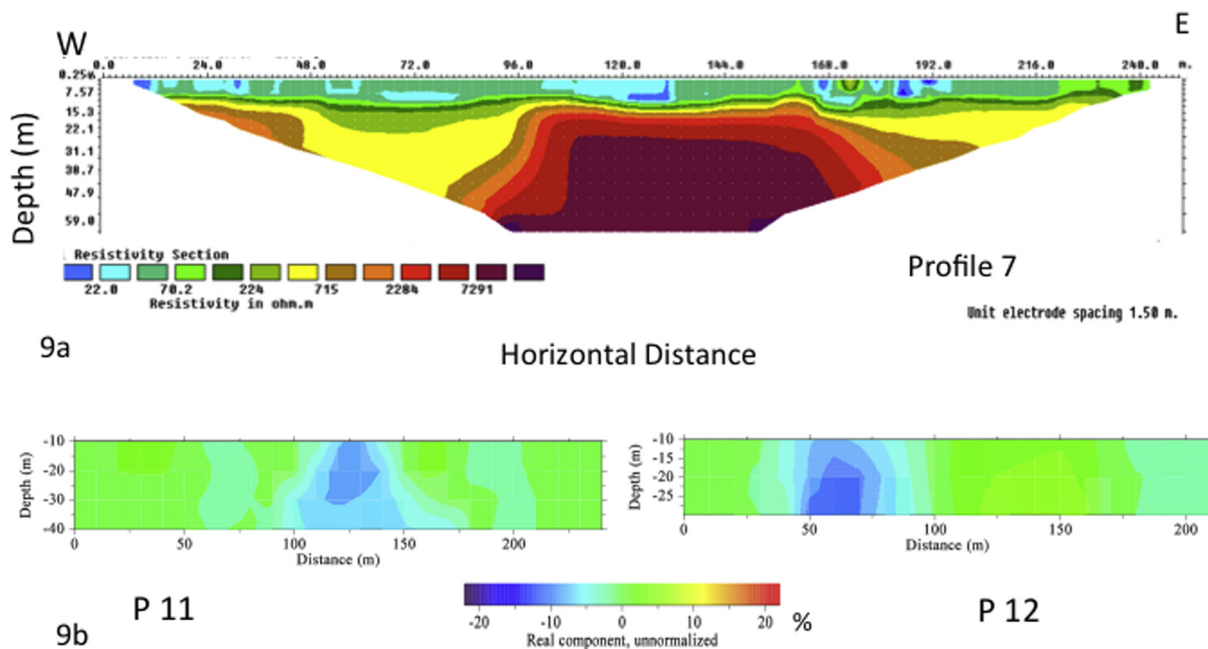 W
E
0.0 24.0 48.0 72.0 96.0 120.0 144.0 168.0 192.0 216.0 240.0 m.
7.57
15.3
22.1
31.1
38.7
47.9
59.0
Depth (m)
Resistivity Section
22.0 70.2 224 715 2284 7291
Resistivity in ohm.m
Profile 7
Unit electrode spacing 1.50 m.
9a
Horizontal Distance
-10
-20
-30
-40
Depth (m)
0 50 100 150 200
Distance (m)
-10
-15
-20
-25
Depth (m)
0 50 100 150 200
Distance (m)
P 11
P 12
-20 -10 0 10 20 %
Real component, unnormalized
9b